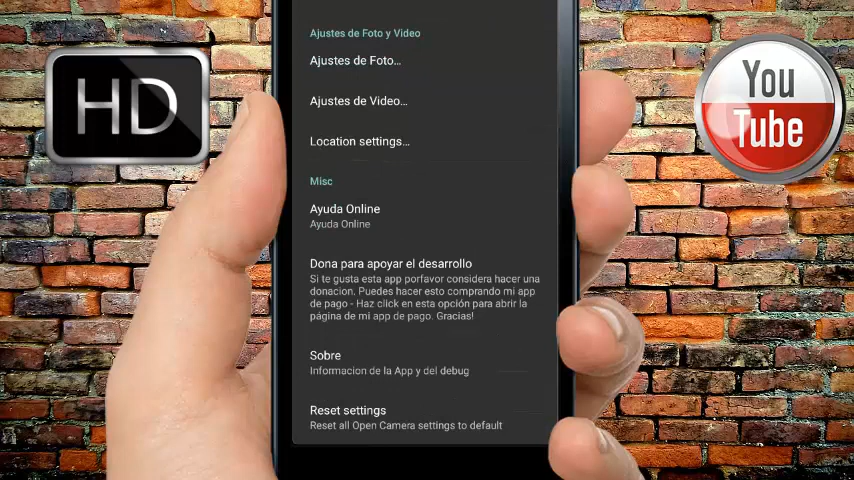 HD
You
Tube
Ajustes de Foto y Video
Ajustes de Foto...
Ajustes de Video...
Location settings...
Misc
Ayuda Online
Ayuda Online
Dona para apoyar el desarrollo
Si te gusta esta app porfavor considera hacer una
donacion. Puedes hacer esto comprando mi app
de pago - Haz click en esta opción para abrir la
página de mi app de pago. Gracias!
Sobre
Informacion de la App y del debug
Reset settings
Reset all Open Camera settings to default